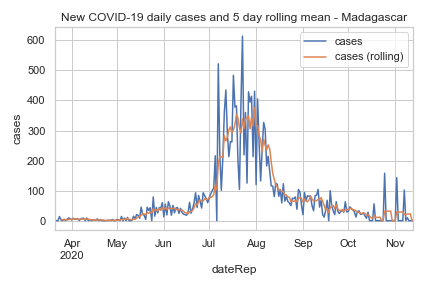 New COVID-19 daily cases and 5 day rolling mean - Madagascar
cases
cases (rolling)
600
500
400
300
200
100
0
cases
Apr May Jun Jul Aug Sep Oct Nov
2020
dateRep